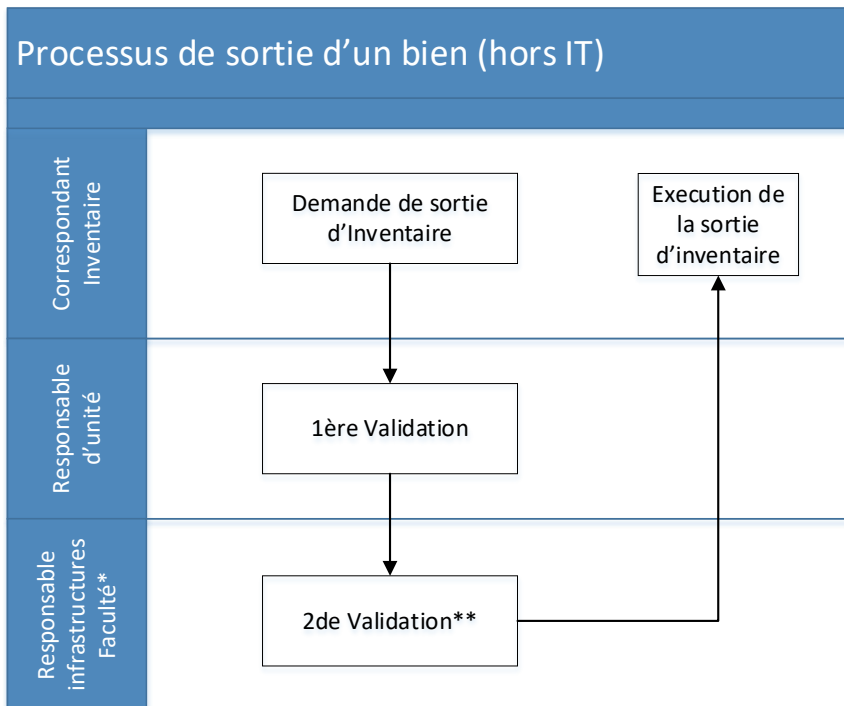 Processus de sortie d’un bien (hors IT)
Correspondant
Inventaire
Demande de sortie
d’Inventaire
Execution de
la sortie
d’inventaire
Responsable
d’unité
1ère Validation
Responsable
infrastructures
Faculté*
2de Validation**